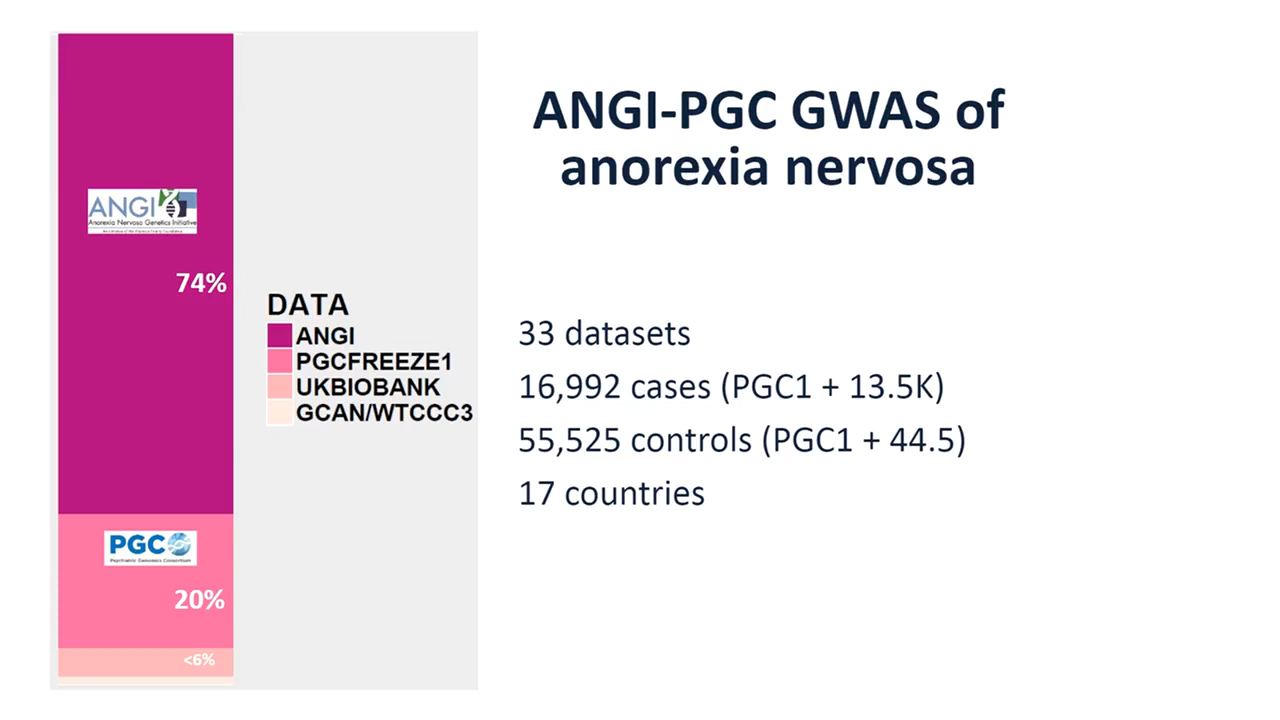 ANGI-PGC GWAS of
anorexia nervosa
ANGI
Anorexia Nervosa Genetics Initiative
74%
DATA
ANGI
PGCFREEZE1
UKBIOBANK
GCAN/WTCCC3
33 datasets
16,992 cases (PGC1 + 13.5K)
55,525 controls (PGC1 + 44.5)
17 countries
PGC
Psychiatric Genomics Consortium
20%
<6%